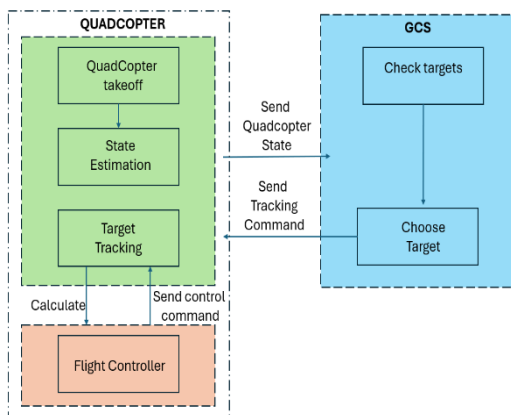 QUADCOPTER
QuadCopter
takeoff
State
Estimation
Target
Tracking
Calculate
Send control
command
Flight Controller
Send
Quadcopter
State
Send
Tracking
Command
GCS
Check targets
Choose
Target